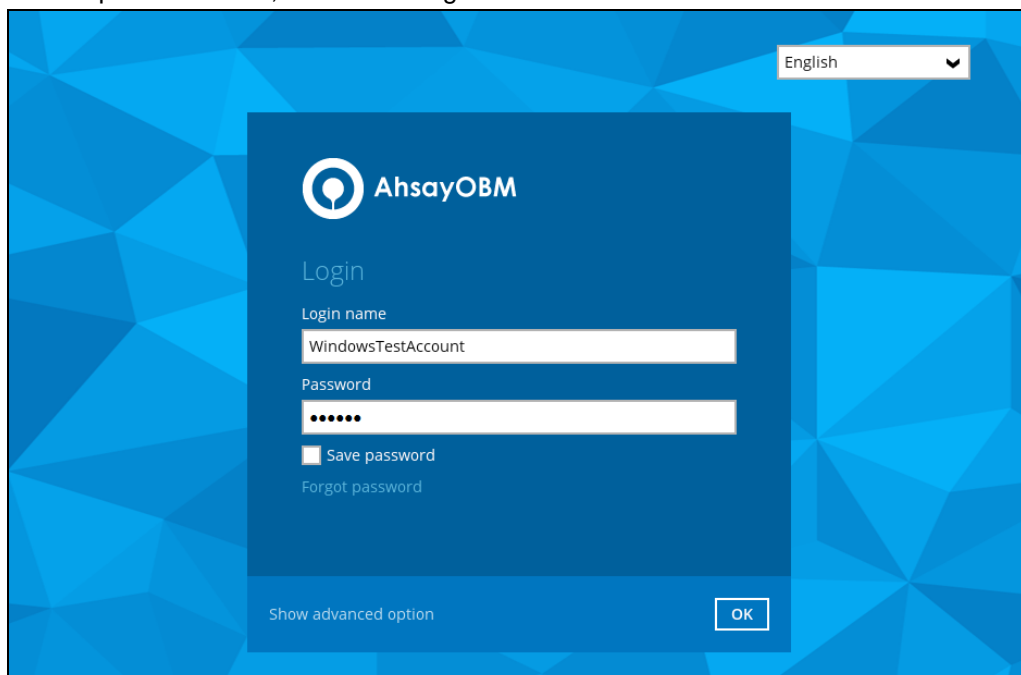 English
AhsayOBM
Login
Login name
WindowsTestAccount
Password
••••••
Save password
Forgot password
Show advanced option
OK